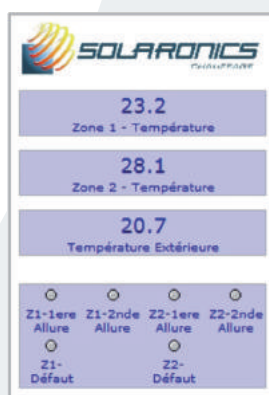 SOLARONICS
CHAUFFAGE
23.2
Zone 1 - Température
28.1
Zone 2 - Température
20.7
Température Extérieure
Z1-1ere Z1-2nde Z2-1ere Z2-2nde
Allure Allure Allure Allure
Z1- Z2-
Défaut Défaut